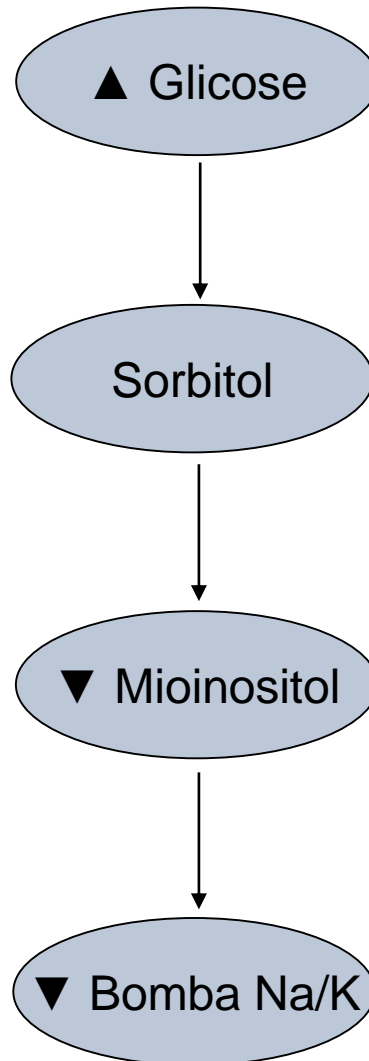 ▲ Glicose
Sorbitol
▼ Mioinositol
▼ Bomba Na/K